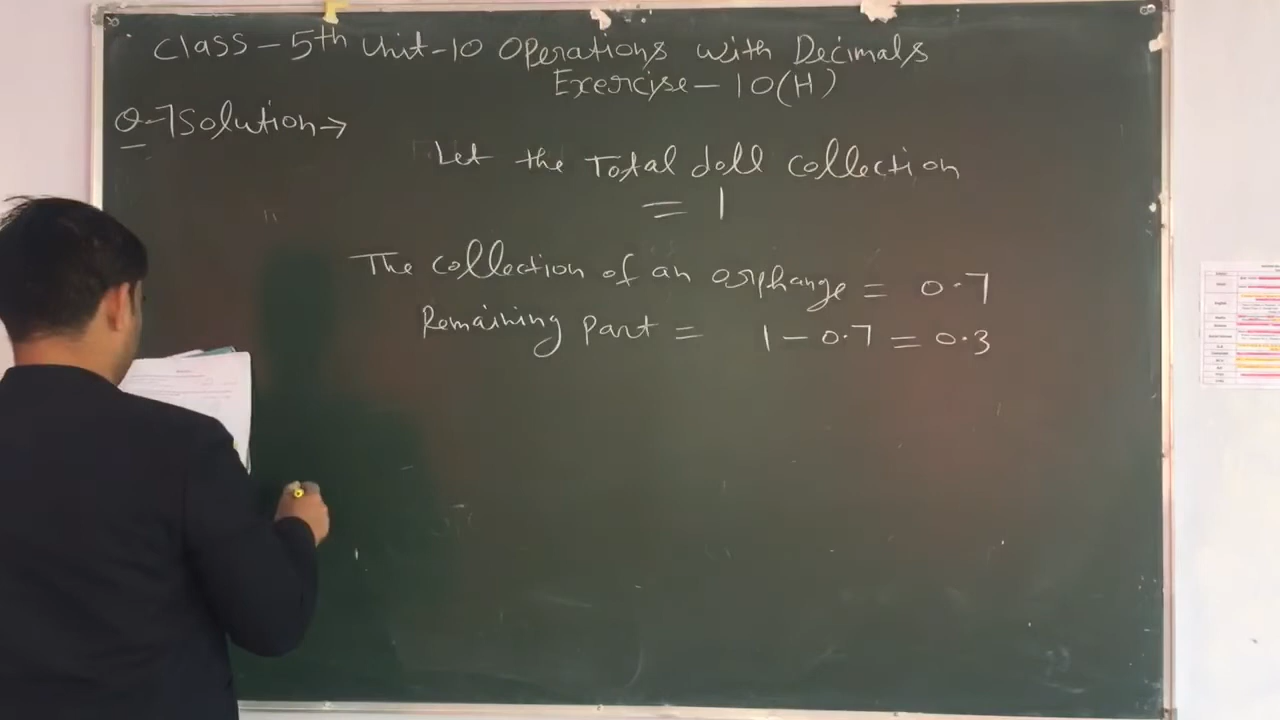 Class-5th Unit-10 Operations with Decimals
Exercise-10(H)
Q-7 Solution→
Let the Total doll collection
= 1
The collection of an orphange = 0.7
Remaining part = 1-0.7 = 0.3